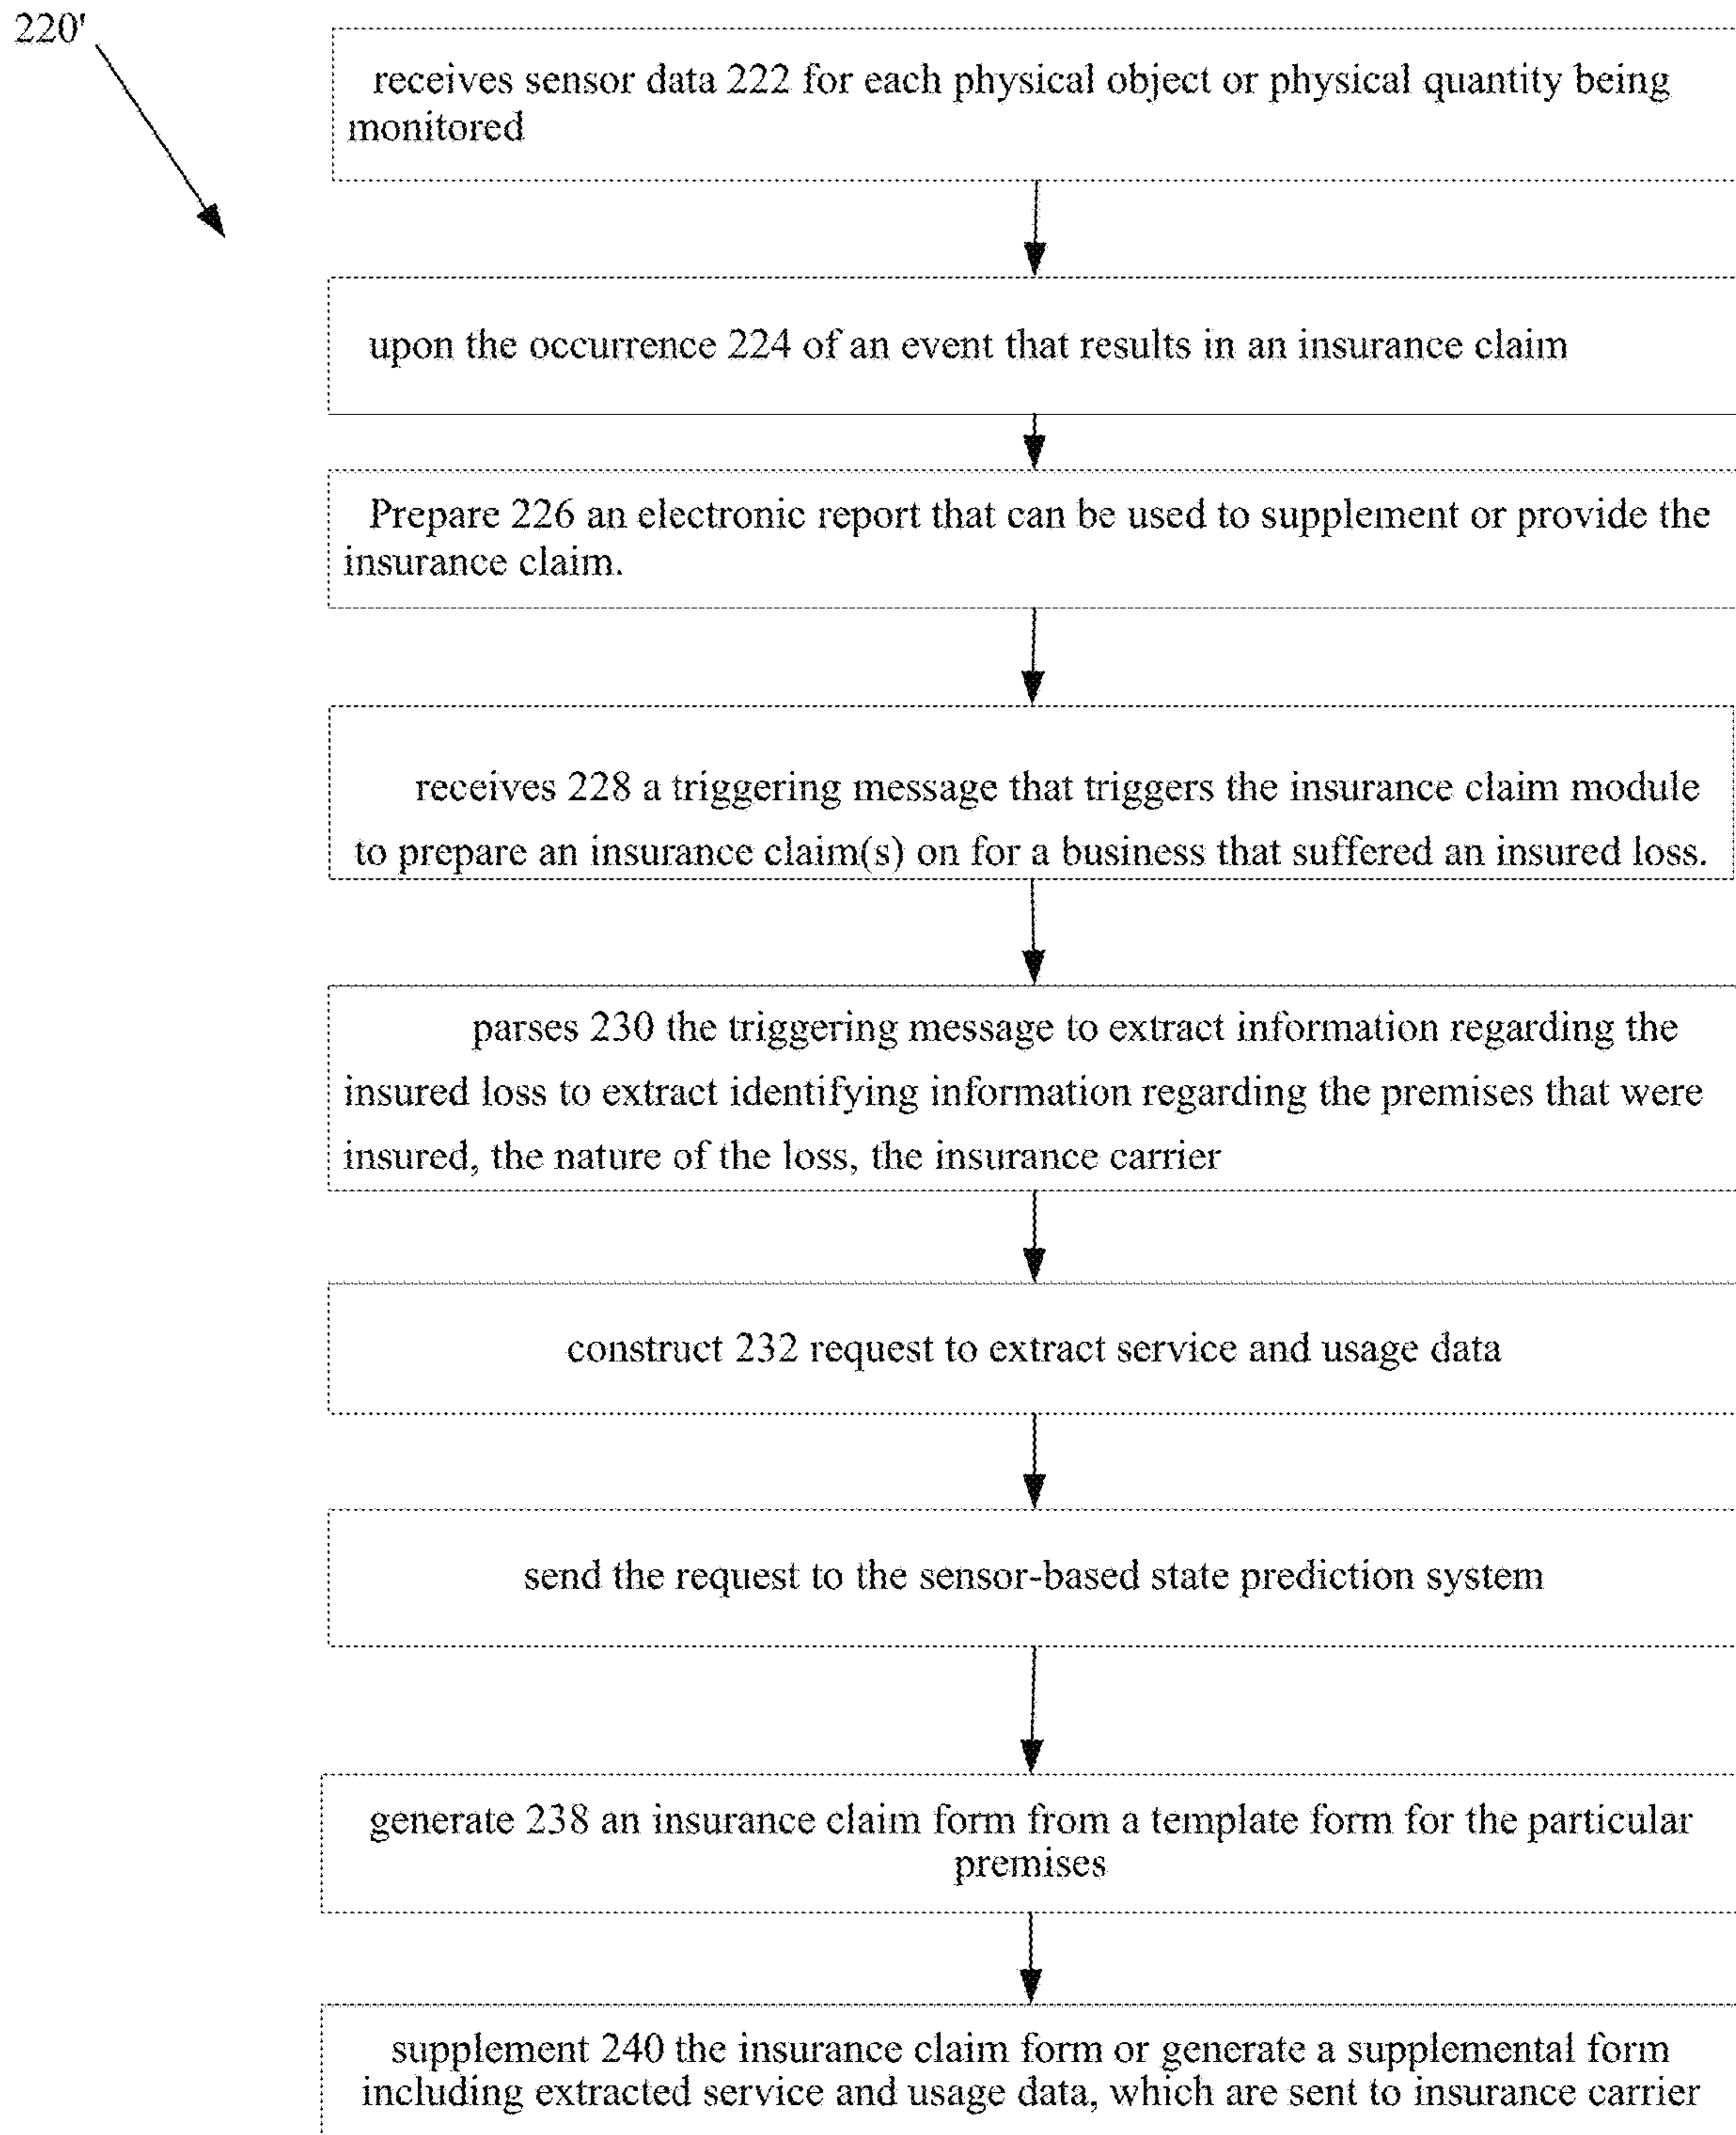 220'
receives sensor data 222 for each physical object or physical quantity being
monitored
upon the occurrence 224 of an event that results in an insurance claim
Prepare 226 an electronic report that can be used to supplement or provide the
insurance claim.
receives 228 a triggering message that triggers the insurance claim module
to prepare an insurance claim(s) on for a business that suffered an insured loss.
parses 230 the triggering message to extract information regarding the
insured loss to extract identifying information regarding the premises that were
insured, the nature of the loss, the insurance carrier
construct 232 request to extract service and usage data
send the request to the sensor-based state prediction system
generate 238 an insurance claim form from a template form for the particular
premises
supplement 240 the insurance claim form or generate a supplemental form
including extracted service and usage data, which are sent to insurance carrier